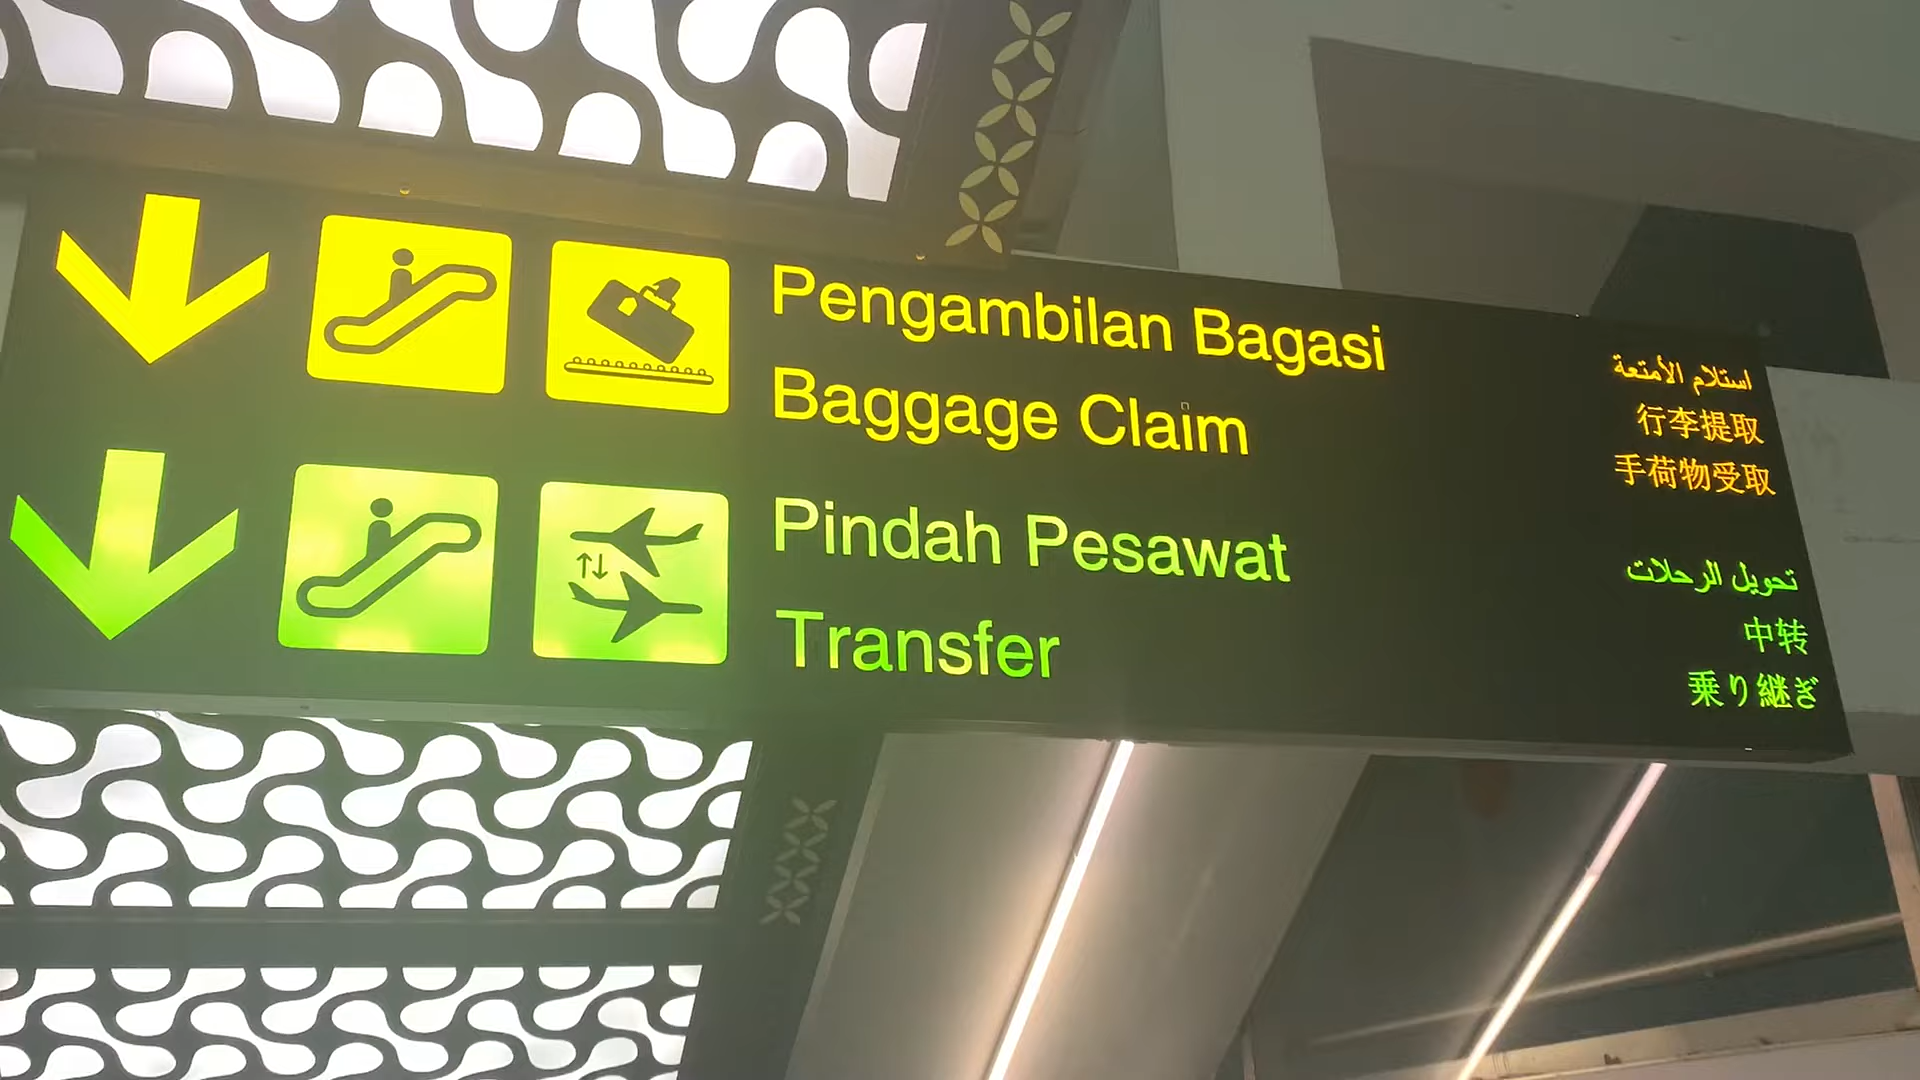 Pengambilan Bagasi
Baggage Claim
استلام الأمتعة
行李提取
手荷物受取
Pindah Pesawat
Transfer
تحويل الرحلات
中转
乗り継ぎ